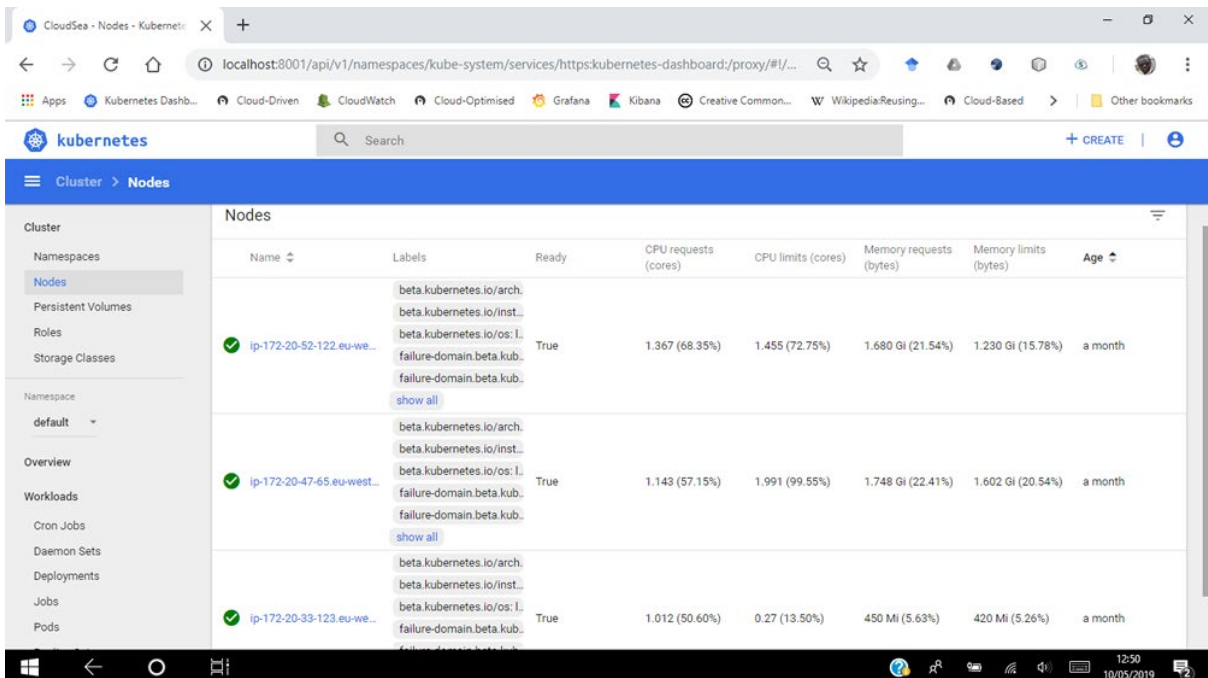 CloudSea - Nodes - Kubernete
localhost:8001/api/v1/namespaces/kube-system/services/https:kubernetes-dashboard:/proxy/#!/...
Apps Kubernetes Dashb... Cloud-Driven CloudWatch Cloud-Optimised Grafana Kibana Creative Common... Wikipedia:Reusing... Cloud-Based Other bookmarks
kubernetes
Search
+ CREATE
Cluster > Nodes
Cluster
Namespaces
Nodes
Persistent Volumes
Roles
Storage Classes
Namespace
default
Overview
Workloads
Cron Jobs
Daemon Sets
Deployments
Jobs
Pods
Nodes
Name Labels Ready CPU requests (cores) CPU limits (cores) Memory requests (bytes) Memory limits (bytes) Age
beta.kubernetes.io/arch.
beta.kubernetes.io/inst...
beta.kubernetes.io/os: l..
failure-domain.beta.kub..
failure-domain.beta.kub..
show all
ip-172-20-52-122.eu-we... True 1.367 (68.35%) 1.455 (72.75%) 1.680 Gi (21.54%) 1.230 Gi (15.78%) a month
beta.kubernetes.io/arch.
beta.kubernetes.io/inst...
beta.kubernetes.io/os: l..
failure-domain.beta.kub..
failure-domain.beta.kub..
show all
ip-172-20-47-65.eu-west... True 1.143 (57.15%) 1.991 (99.55%) 1.748 Gi (22.41%) 1.602 Gi (20.54%) a month
beta.kubernetes.io/arch.
beta.kubernetes.io/inst...
beta.kubernetes.io/os: l..
failure-domain.beta.kub..
ip-172-20-33-123.eu-we... True 1.012 (50.60%) 0.27 (13.50%) 450 Mi (5.63%) 420 Mi (5.26%) a month
12:50
10/05/2019